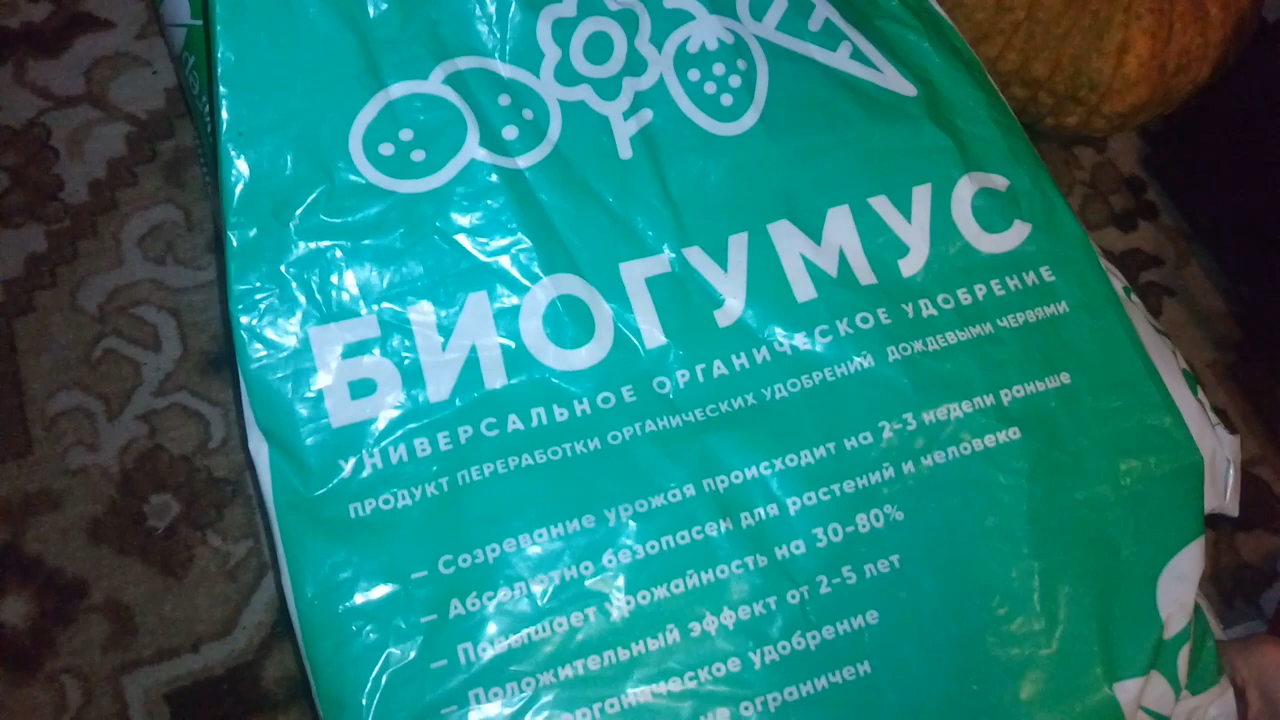 БИОГУМУС
УНИВЕРСАЛЬНОЕ ОРГАНИЧЕСКОЕ УДОБРЕНИЕ
ПРОДУКТ ПЕРЕРАБОТКИ ОРГАНИЧЕСКИХ УДОБРЕНИЙ ДОЖДЕВЫМИ ЧЕРВЯМИ
– Созревание урожая происходит на 2-3 недели раньше
– Абсолютно безопасен для растений и человека
– Повышает урожайность на 30-80%
– Положительный эффект от 2-5 лет
– органическое удобрение
не ограничен